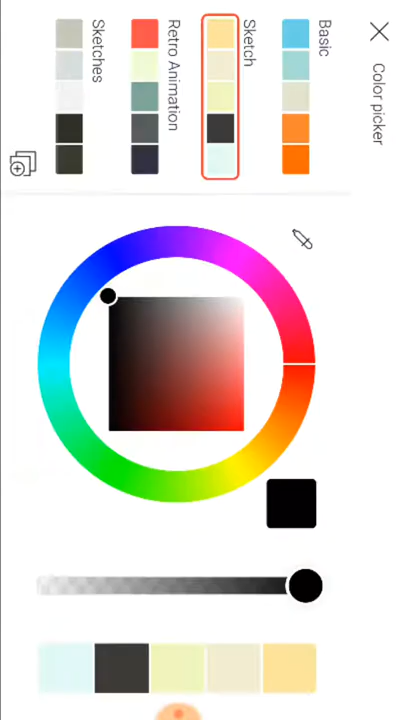 Color picker
Basic
Sketch
Retro Animation
Sketches